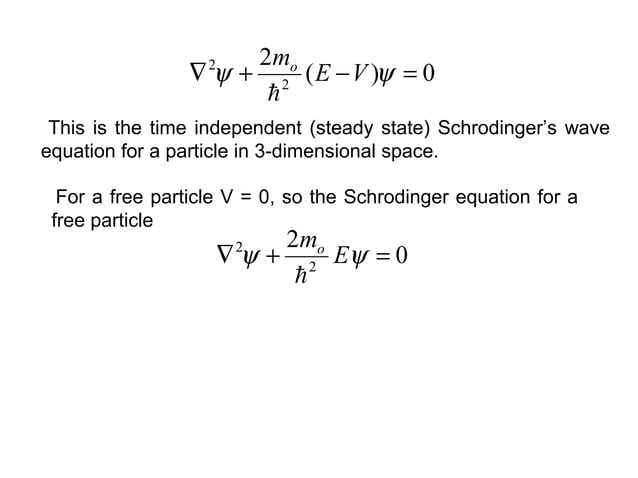 ∇²ψ + 2mₒ/ħ² (E − V)ψ = 0
This is the time independent (steady state) Schrodinger’s wave
equation for a particle in 3-dimensional space.
For a free particle V = 0, so the Schrodinger equation for a
free particle
∇²ψ + 2mₒ/ħ² Eψ = 0